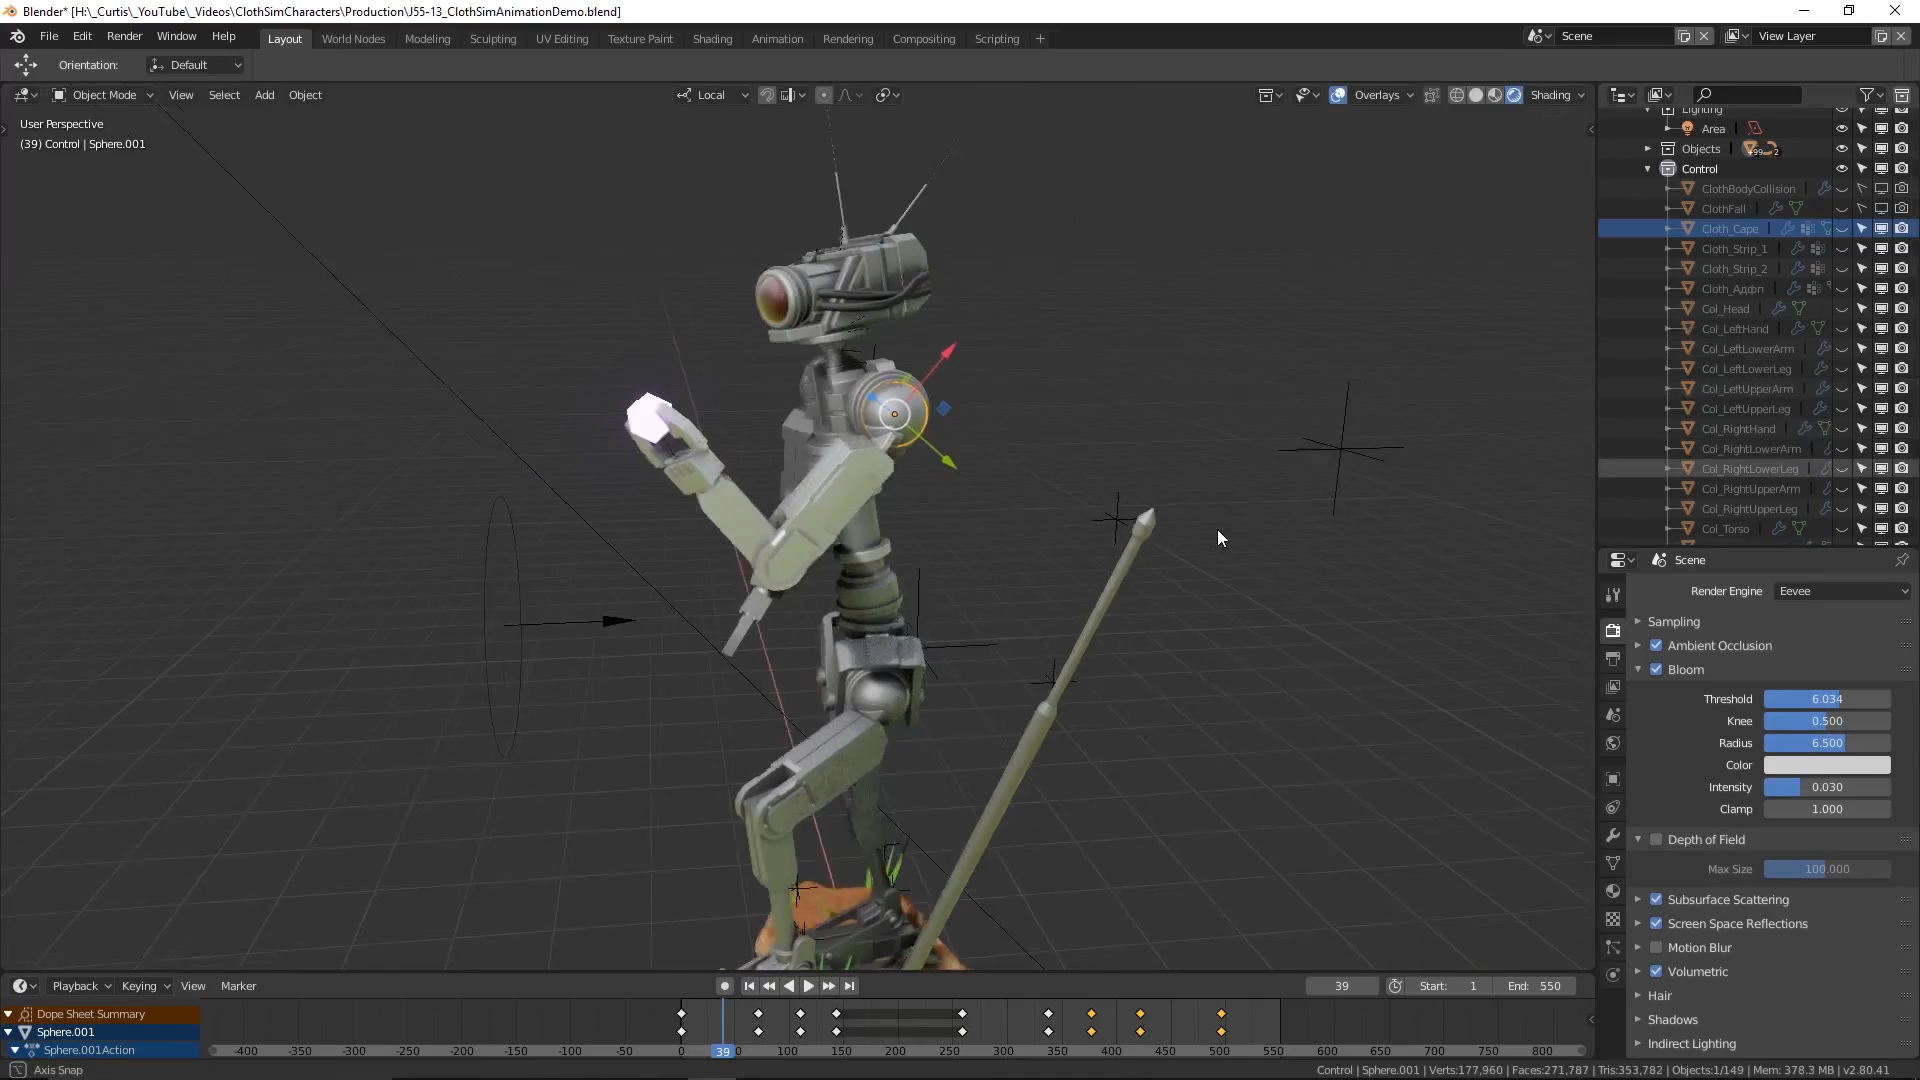 Blender* [H:\_Curtis\_YouTube\_Videos\ClothSimCharacters\Production\J55-13_ClothSimAnimationDemo.blend]
File Edit Render Window Help
Layout World Nodes Modeling Sculpting UV Editing Texture Paint Shading Animation Rendering Compositing Scripting +
Scene
View Layer
Orientation: Default
Object Mode View Select Add Object
Local
Overlays
Shading
User Perspective
(39) Control | Sphere.001
Lighting
Area
Objects +99 2
Control
ClothBodyCollision
ClothFall
Cloth_Cape
Cloth_Strip_1
Cloth_Strip_2
Col_Head
Col_LeftHand
Col_LeftLowerArm
Col_LeftLowerLeg
Col_LeftUpperArm
Col_LeftUpperLeg
Col_RightHand
Col_RightLowerArm
Col_RightLowerLeg
Col_RightUpperArm
Col_RightUpperLeg
Col_Torso
Scene
Render Engine Eevee
Sampling
Ambient Occlusion
Bloom
Threshold 6.034
Knee 0.500
Radius 6.500
Color
Intensity 0.030
Clamp 1.000
Depth of Field
Max Size 100.000
Subsurface Scattering
Screen Space Reflections
Motion Blur
Volumetric
Hair
Shadows
Indirect Lighting
Playback Keying View Marker
39
Start: 1
End: 550
Dope Sheet Summary
Sphere.001
Sphere.001Action
-400 -350 -300 -250 -200 -150 -100 -50 0 39 100 150 200 250 300 350 400 450 500 550 600 650 700 750 800
Axis Snap
Control | Sphere.001 | Verts:177,960 | Faces:271,787 | Tris:353,782 | Objects:1/149 | Mem: 378.3 MB | v2.80.41